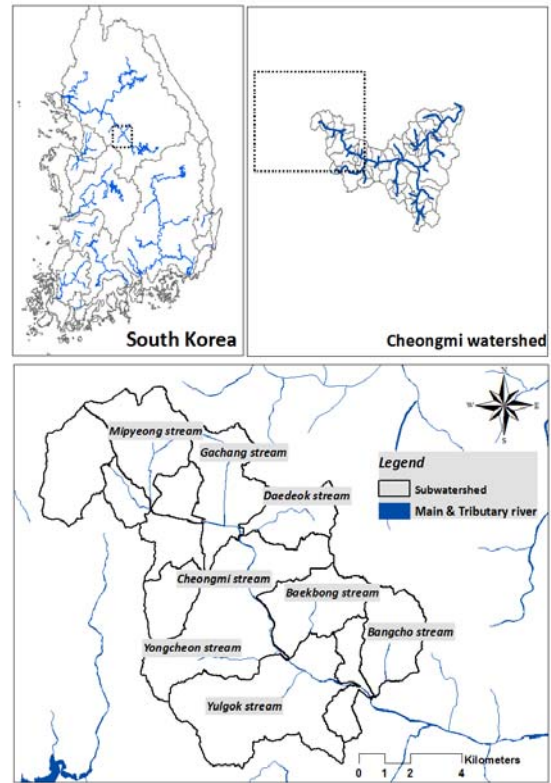 South Korea
Cheongmi watershed
Mipyeong stream
Gachang stream
Daedeok stream
Cheongmi stream
Baekbong stream
Bangcho stream
Yongcheon stream
Yulgok stream
N
W
E
S
Legend
Subwatershed
Main & Tributary river
Kilometers
0 1 2 4